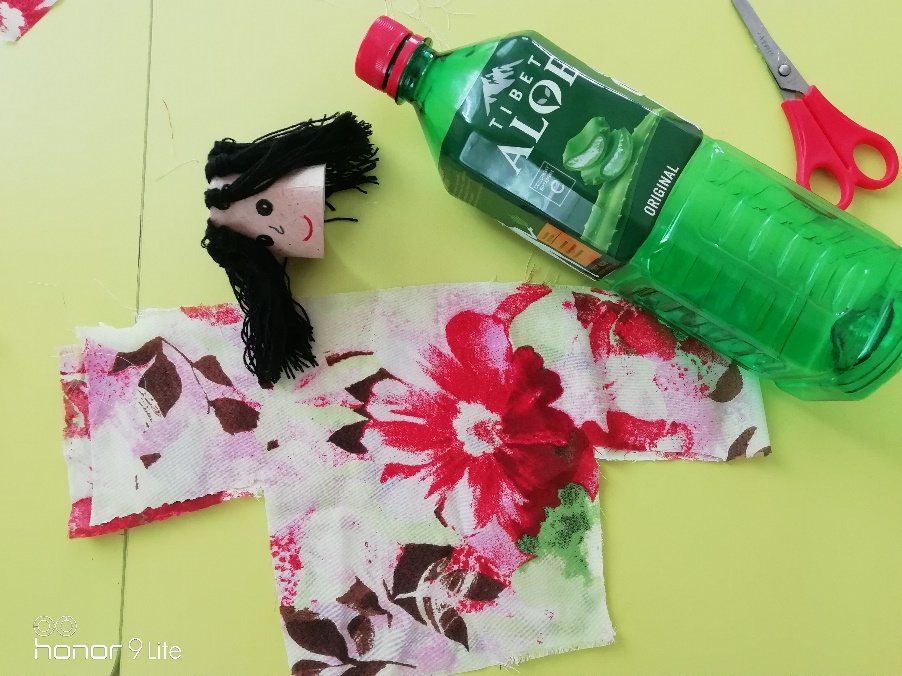 TIBET
ALOE
ORIGINAL
honor 9 Lite